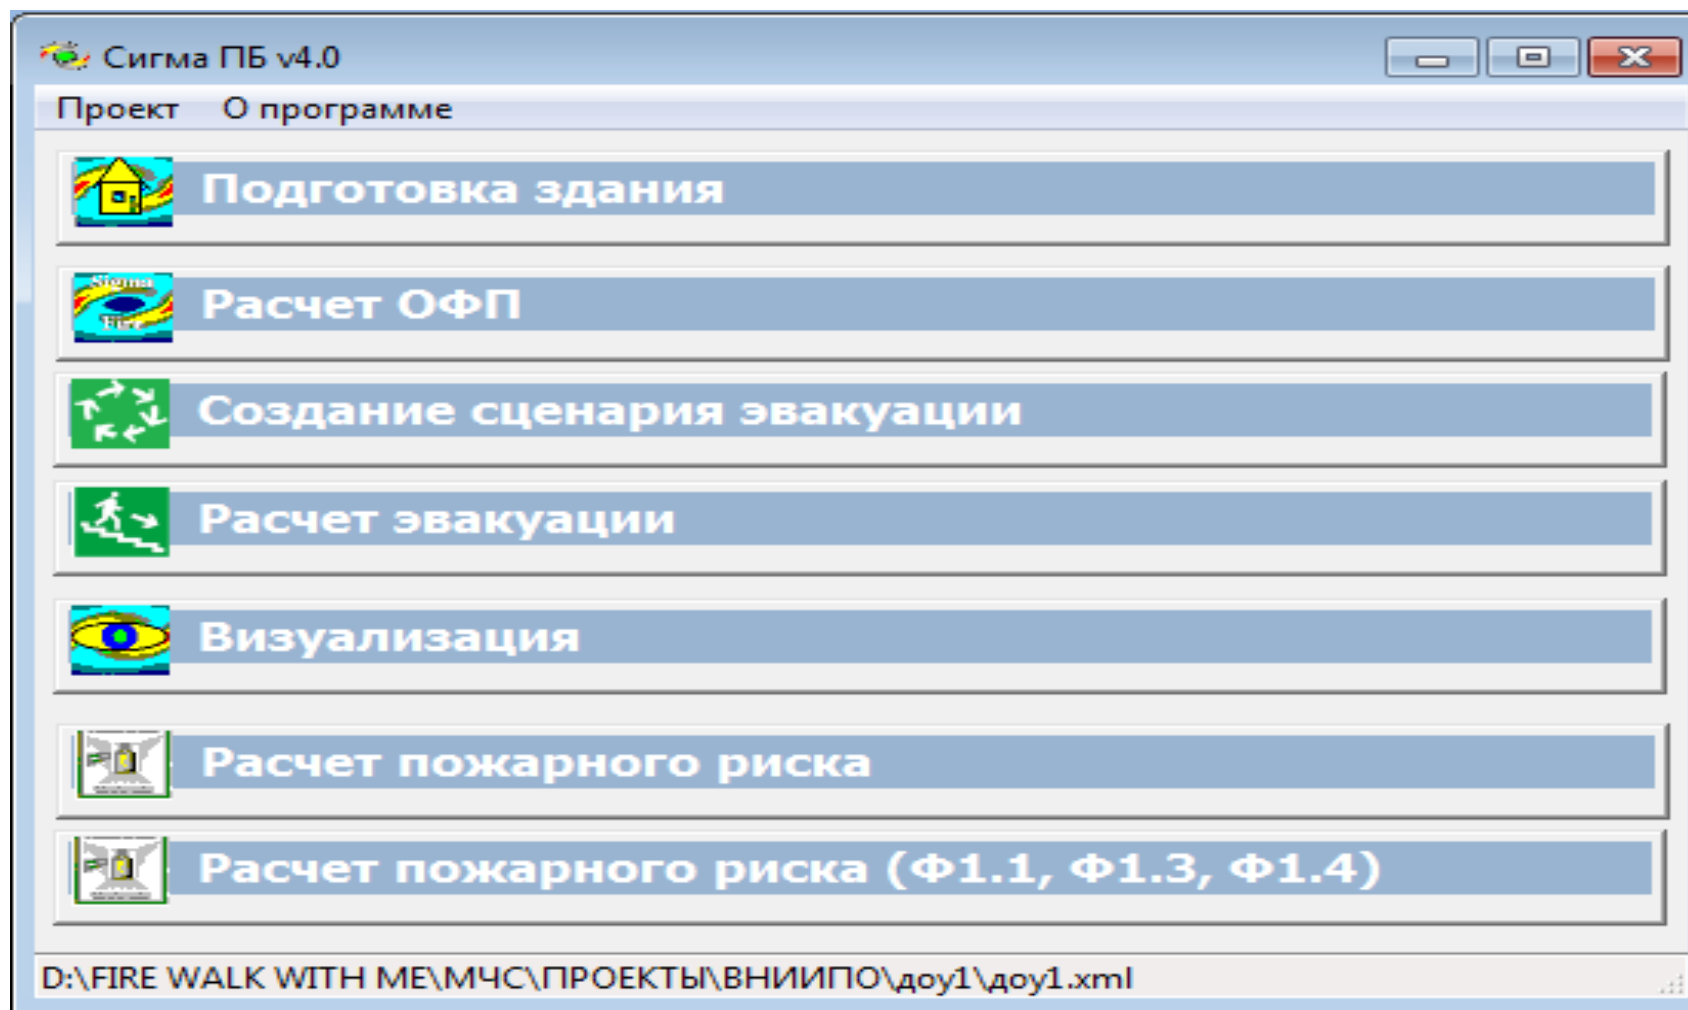 Сигма ПБ v4.0
Проект О программе
Подготовка здания
Sigma
Fire
Расчет ОФП
Создание сценария эвакуации
Расчет эвакуации
Визуализация
Расчет пожарного риска
Расчет пожарного риска (Ф1.1, Ф1.3, Ф1.4)
D:\FIRE WALK WITH ME\МЧС\ПРОЕКТЫ\ВНИИПО\доу1\доу1.xml